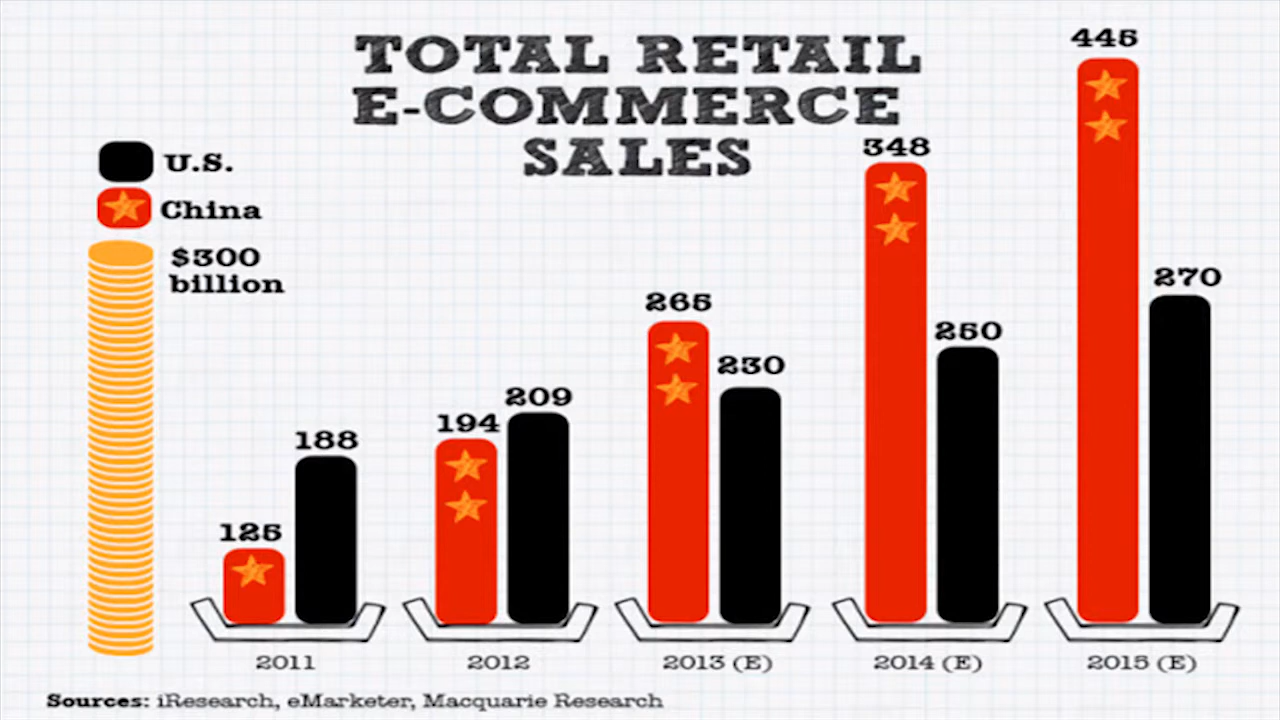 TOTAL RETAIL
E-COMMERCE
SALES
U.S.
China
$300
billion
125
188
194
209
265
230
348
250
445
270
2011
2012
2013 (E)
2014 (E)
2015 (E)
Sources: iResearch, eMarketer, Macquarie Research